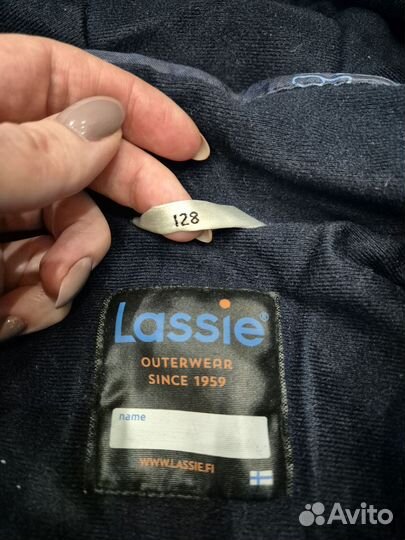 128
Lassie®
OUTERWEAR
SINCE 1959
name
WWW.LASSIE.FI
Avito